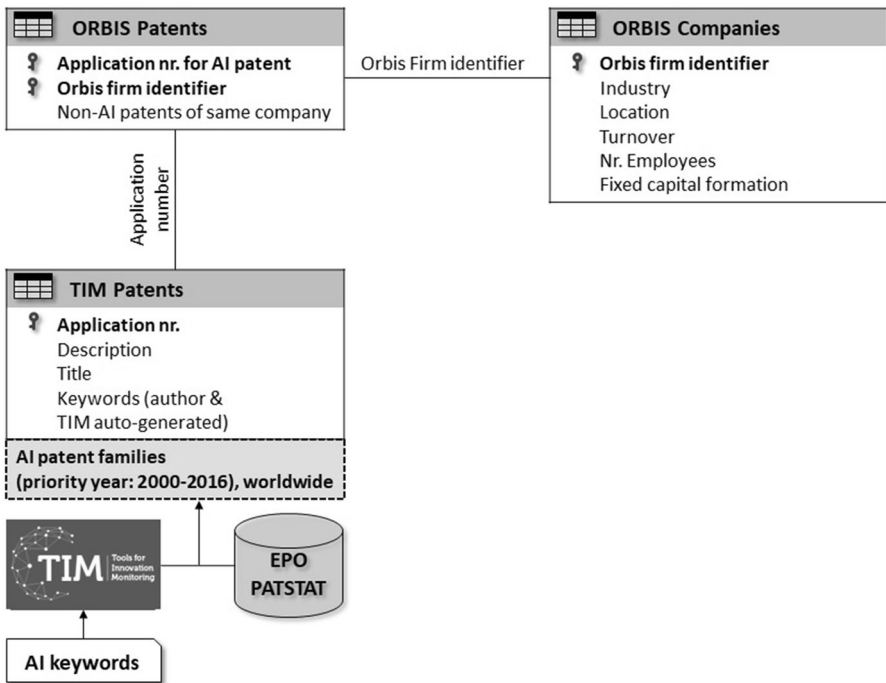 ORBIS Patents
Application nr. for AI patent
Orbis firm identifier
Non-AI patents of same company
Orbis Firm identifier
ORBIS Companies
Orbis firm identifier
Industry
Location
Turnover
Nr. Employees
Fixed capital formation
Application
number
TIM Patents
Application nr.
Description
Title
Keywords (author &
TIM auto-generated)
AI patent families
(priority year: 2000-2016), worldwide
TIM
Tools for
Innovation
Monitoring
EPO
PATSTAT
AI keywords